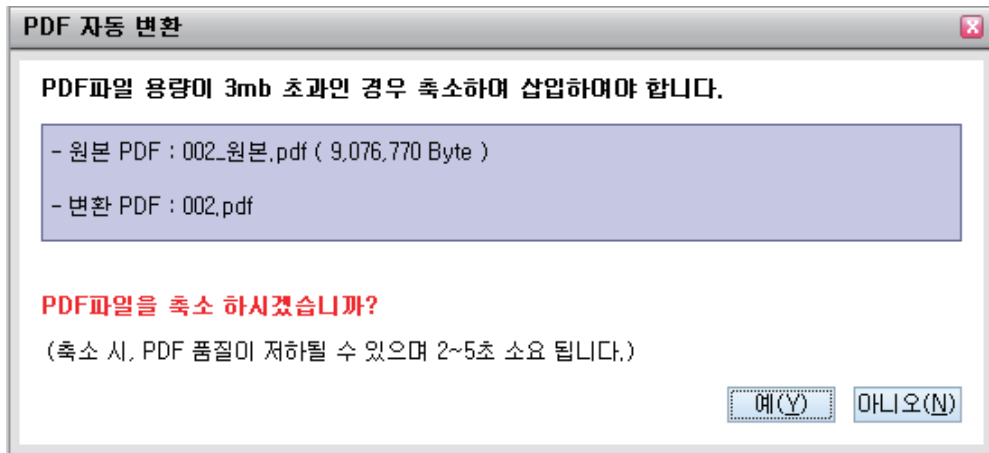 PDF 자동 변환
PDF파일 용량이 3mb 초과인 경우 축소하여 삽입하여야 합니다.
- 원본 PDF : 002_원본.pdf ( 9,076,770 Byte )
- 변환 PDF : 002.pdf
PDF파일을 축소 하시겠습니까?
(축소 시, PDF 품질이 저하될 수 있으며 2~5초 소요 됩니다.)
예(Y) 아니오(N)